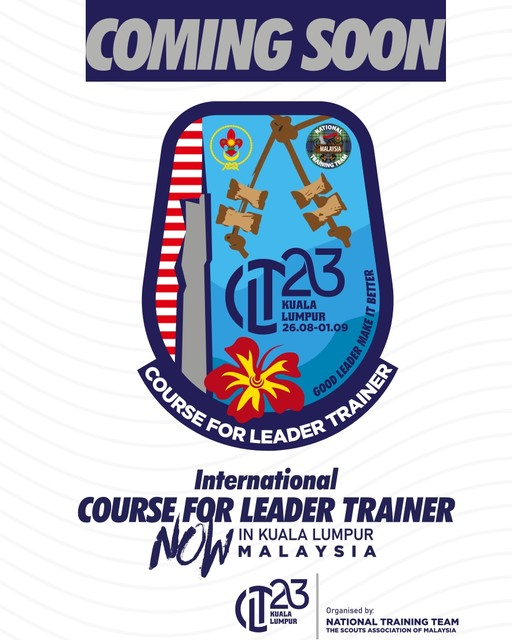 COMING SOON
NATIONAL
MALAYSIA
TRAINING TEAM
CLT23
KUALA
LUMPUR
26.08-01.09
GOOD LEADER MAKE IT BETTER
COURSE FOR LEADER TRAINER
International
COURSE FOR LEADER TRAINER
NOW IN KUALA LUMPUR
MALAYSIA
CLT23
KUALA
LUMPUR
Organised by:
NATIONAL TRAINING TEAM
THE SCOUTS ASSOCIATION OF MALAYSIA